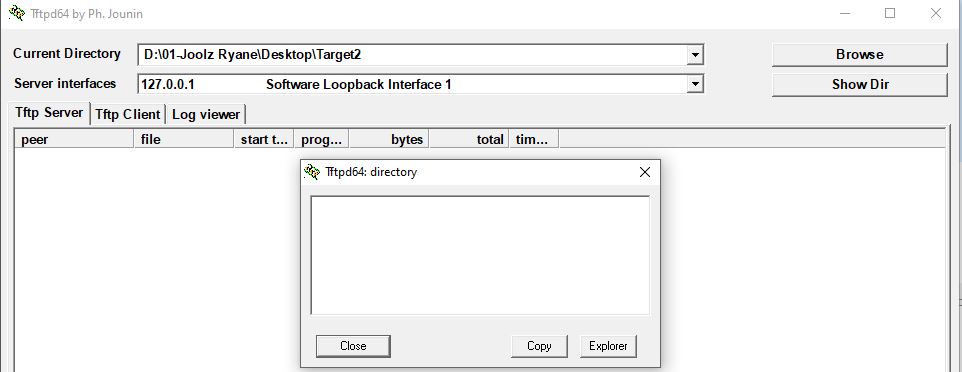 Tftpd64 by Ph. Jounin
Current Directory D:\01-Joolz Ryane\Desktop\Target2 Browse
Server interfaces 127.0.0.1 Software Loopback Interface 1 Show Dir
Tftp Server Tftp Client Log viewer
peer file start t... prog... bytes total tim...
Tftpd64: directory
Close Copy Explorer